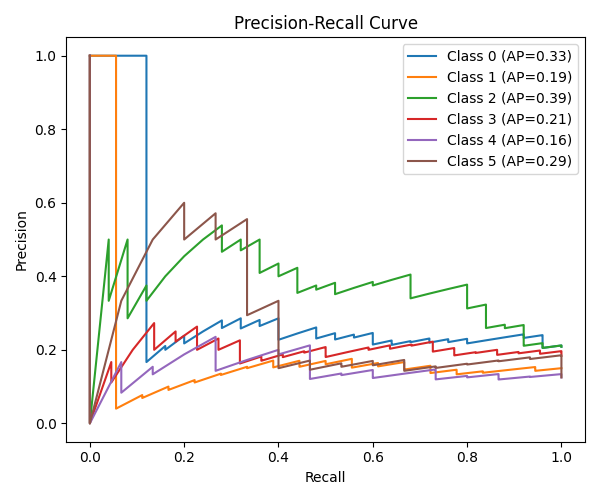 Precision-Recall Curve
Class 0 (AP=0.33)
Class 1 (AP=0.19)
Class 2 (AP=0.39)
Class 3 (AP=0.21)
Class 4 (AP=0.16)
Class 5 (AP=0.29)
Precision
1.0
0.8
0.6
0.4
0.2
0.0
0.0 0.2 0.4 0.6 0.8 1.0
Recall